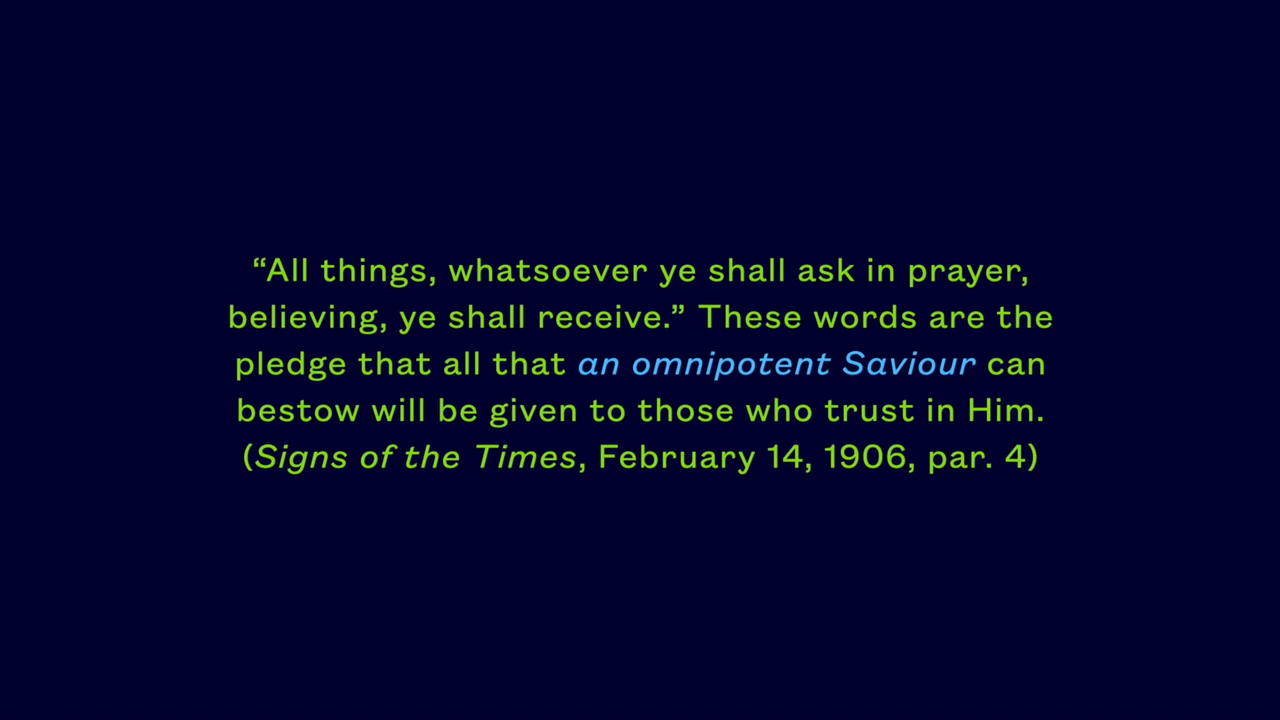 “All things, whatsoever ye shall ask in prayer,
believing, ye shall receive.” These words are the
pledge that all that an omnipotent Saviour can
bestow will be given to those who trust in Him.
(Signs of the Times, February 14, 1906, par. 4)